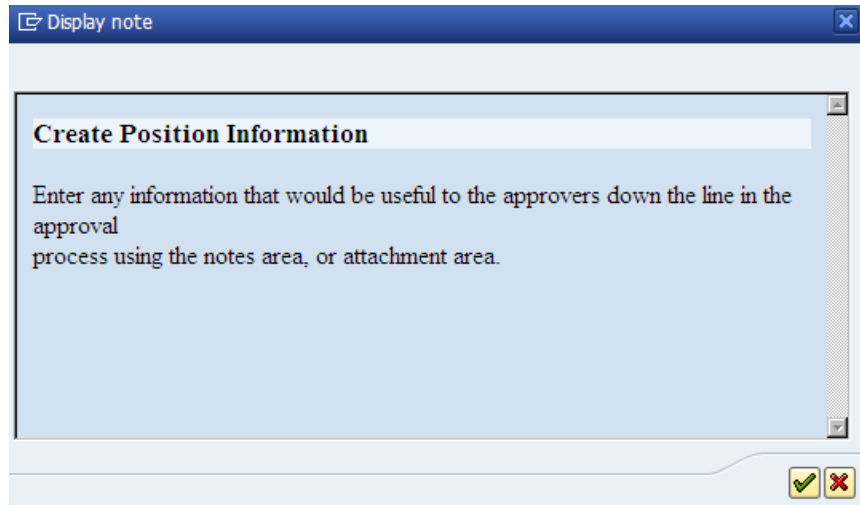 Display note
Create Position Information
Enter any information that would be useful to the approvers down the line in the
approval
process using the notes area, or attachment area.